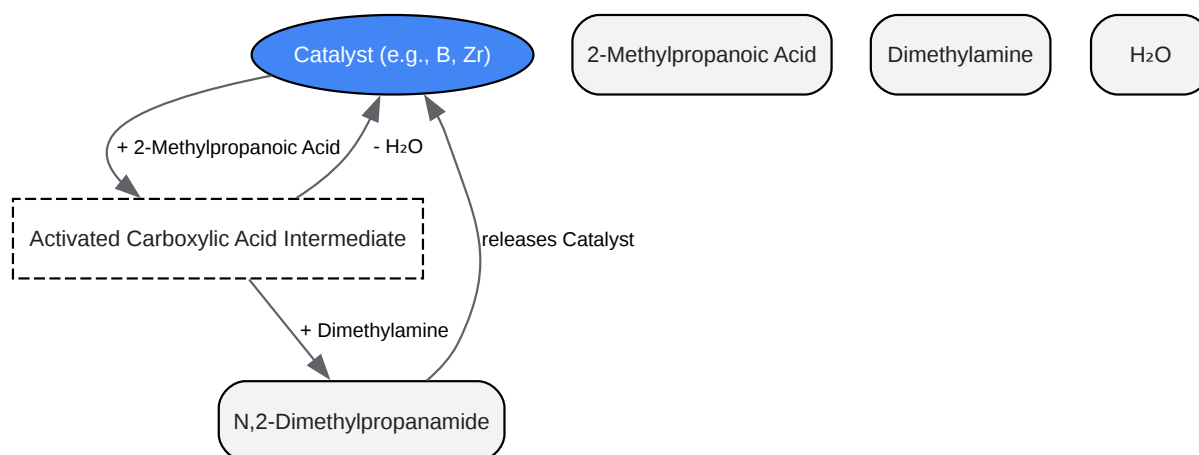 Catalyst (e.g., B, Zr)
2-Methylpropanoic Acid
Dimethylamine
H₂O
+ 2-Methylpropanoic Acid
- H₂O
Activated Carboxylic Acid Intermediate
releases Catalyst
+ Dimethylamine
N,2-Dimethylpropanamide